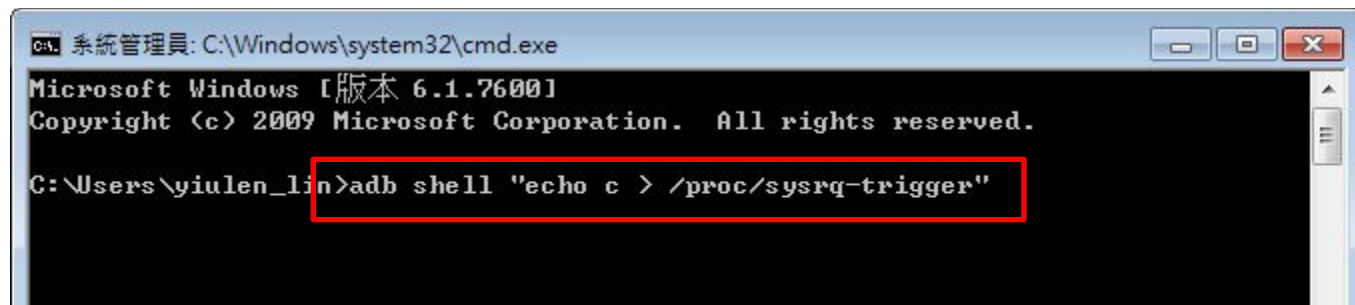 系統管理員: C:\Windows\system32\cmd.exe
Microsoft Windows [版本 6.1.7600]
Copyright (c) 2009 Microsoft Corporation.  All rights reserved.
C:\Users\yiulen_lin>adb shell "echo c > /proc/sysrq-trigger"